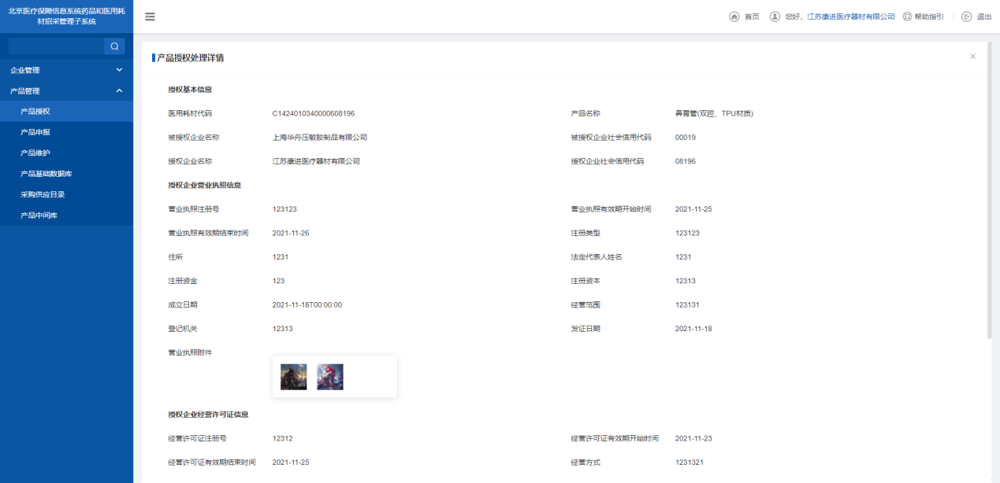 北京医疗保障信息系统药品和医用耗
材招采管理子系统
首页
您好，江苏康进医疗器材有限公司
帮助指引
退出
企业管理
产品管理
产品授权
产品申报
产品维护
产品基础数据库
采购供应目录
产品中间库
产品授权处理详情
授权基本信息
医用耗材代码 C1424010340000608196 产品名称 鼻胃管(双腔、TPU材质)
被授权企业名称 上海华舟压敏胶制品有限公司 被授权企业社会信用代码 00019
授权企业名称 江苏康进医疗器材有限公司 授权企业社会信用代码 08196
授权企业营业执照信息
营业执照注册号 123123 营业执照有效期开始时间 2021-11-25
营业执照有效期结束时间 2021-11-26 注册类型 123123
住所 1231 法定代表人姓名 1231
注册资金 123 注册资本 12313
成立日期 2021-11-18T00:00:00 经营范围 123131
登记机关 12313 发证日期 2021-11-18
营业执照附件
授权企业经营许可证信息
经营许可证注册号 12312 经营许可证有效期开始时间 2021-11-23
经营许可证有效期结束时间 2021-11-25 经营方式 1231321